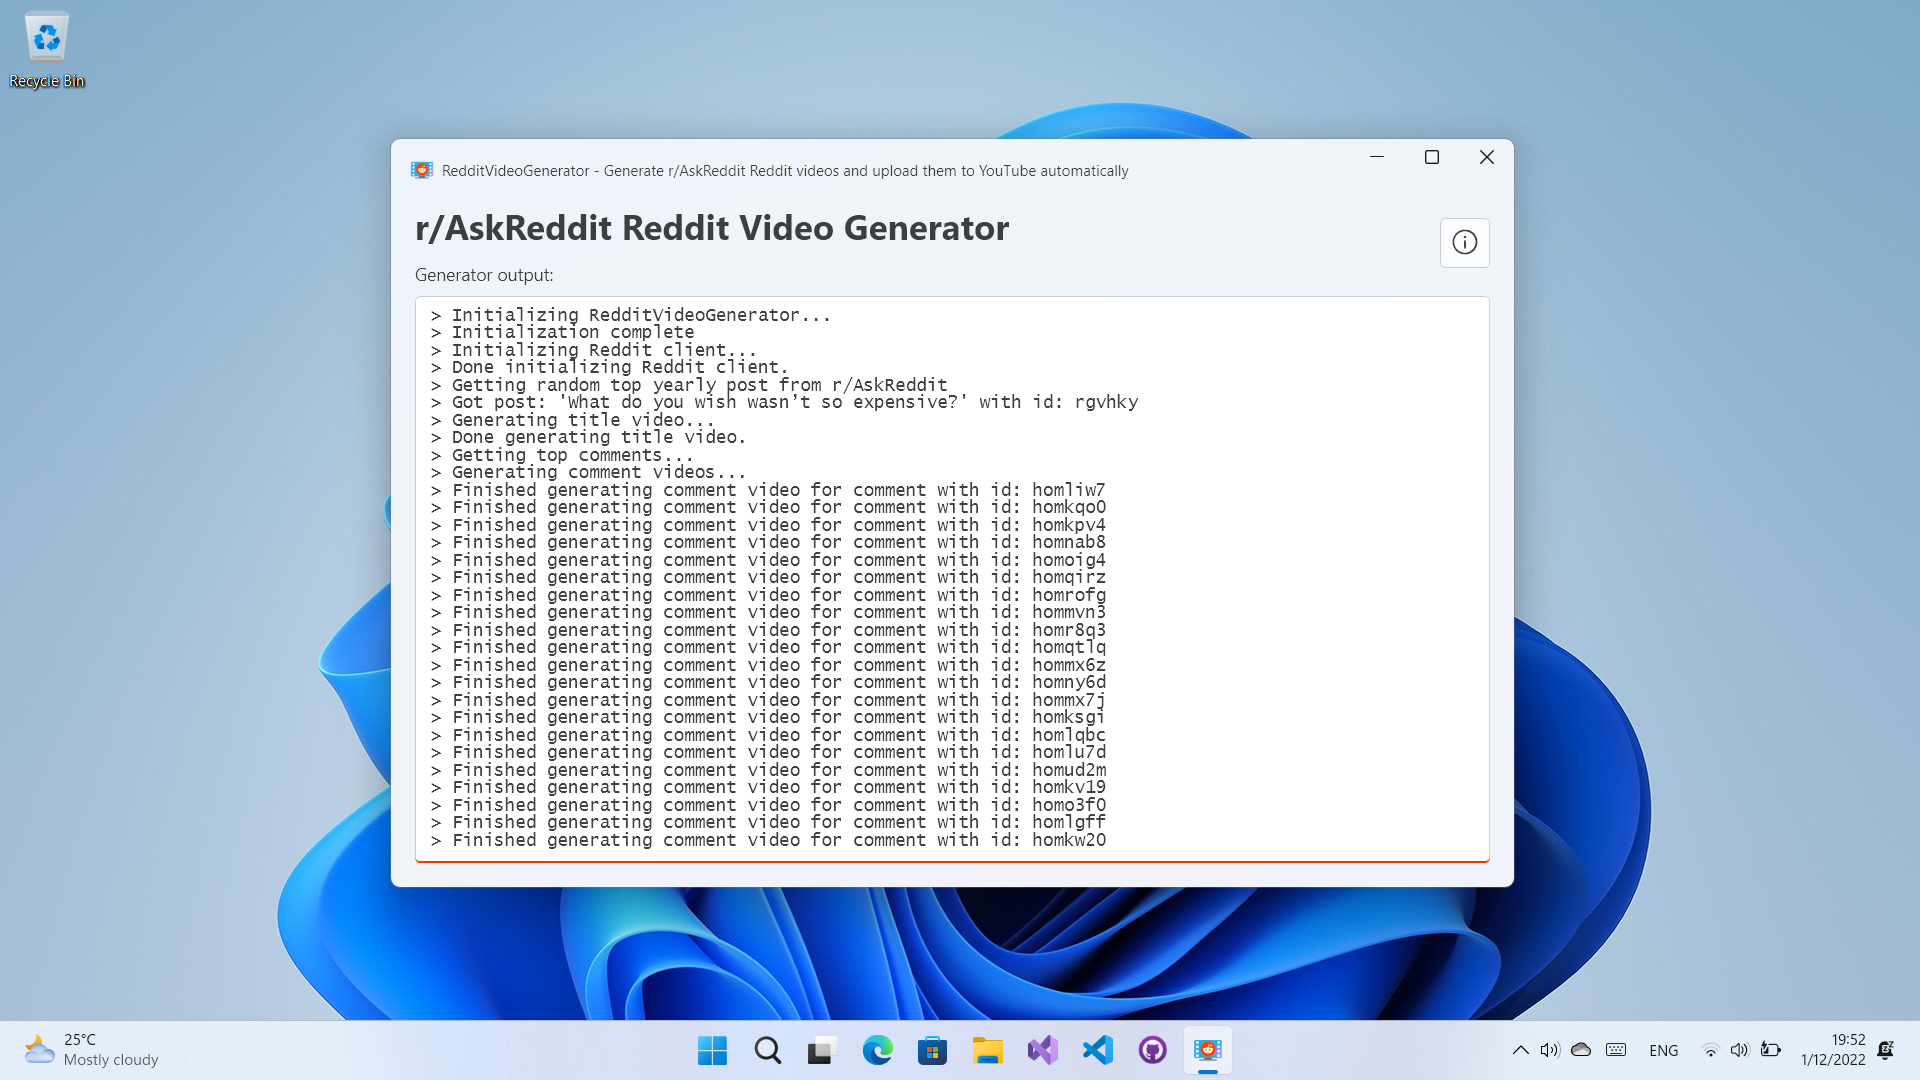 Recycle Bin
RedditVideoGenerator - Generate r/AskReddit Reddit videos and upload them to YouTube automatically
r/AskReddit Reddit Video Generator
Generator output:
> Initializing RedditVideoGenerator...
> Initialization complete
> Initializing Reddit client...
> Done initializing Reddit client.
> Getting random top yearly post from r/AskReddit
> Got post: 'What do you wish wasn’t so expensive?' with id: rgvhky
> Generating title video...
> Done generating title video.
> Getting top comments...
> Generating comment videos...
> Finished generating comment video for comment with id: homliw7
> Finished generating comment video for comment with id: homkqo0
> Finished generating comment video for comment with id: homkpv4
> Finished generating comment video for comment with id: homnab8
> Finished generating comment video for comment with id: homoig4
> Finished generating comment video for comment with id: homqirz
> Finished generating comment video for comment with id: homrofg
> Finished generating comment video for comment with id: hommvn3
> Finished generating comment video for comment with id: homr8q3
> Finished generating comment video for comment with id: homqtlq
> Finished generating comment video for comment with id: hommx6z
> Finished generating comment video for comment with id: homny6d
> Finished generating comment video for comment with id: hommx7j
> Finished generating comment video for comment with id: homksgi
> Finished generating comment video for comment with id: homlqbc
> Finished generating comment video for comment with id: homlu7d
> Finished generating comment video for comment with id: homud2m
> Finished generating comment video for comment with id: homkv19
> Finished generating comment video for comment with id: homo3f0
> Finished generating comment video for comment with id: homlgff
> Finished generating comment video for comment with id: homkw20
25°C
Mostly cloudy
ENG
19:52
1/12/2022